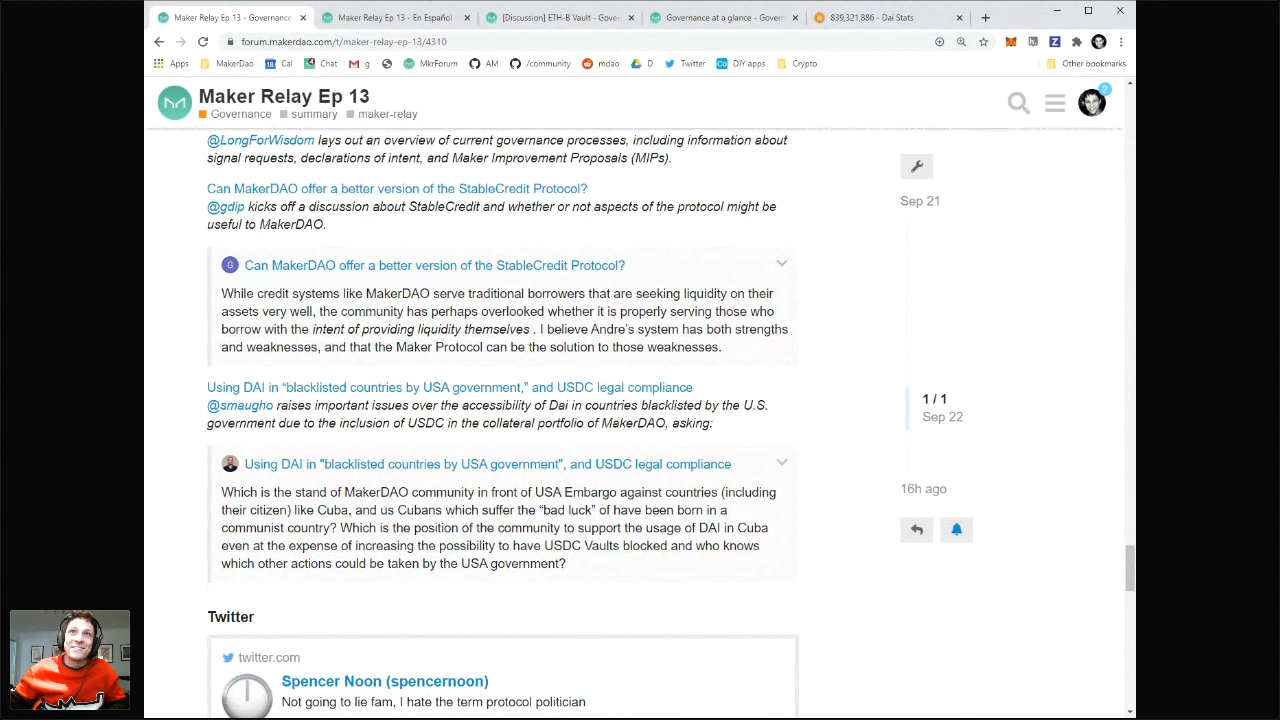 Maker Relay Ep 13 - Governance
Maker Relay Ep 13 - En Español
[Discussion] ETH-B Vault - Gover
Governance at a glance - Gover
839,321,886 - Dai Stats
forum.makerdao.com/t/maker-relay-ep-13/4310
Apps
MakerDao
Cal
Chat
g
MkrForum
AM
/community
mdao
D
Twitter
DIY apps
Crypto
Other bookmarks
Maker Relay Ep 13
Governance
summary
maker-relay
2
@LongForWisdom lays out an overview of current governance processes, including information about
signal requests, declarations of intent, and Maker Improvement Proposals (MIPs).
Can MakerDAO offer a better version of the StableCredit Protocol?
@gdip kicks off a discussion about StableCredit and whether or not aspects of the protocol might be
useful to MakerDAO.
G
Can MakerDAO offer a better version of the StableCredit Protocol?
While credit systems like MakerDAO serve traditional borrowers that are seeking liquidity on their
assets very well, the community has perhaps overlooked whether it is properly serving those who
borrow with the intent of providing liquidity themselves . I believe Andre's system has both strengths
and weaknesses, and that the Maker Protocol can be the solution to those weaknesses.
Using DAI in “blacklisted countries by USA government,” and USDC legal compliance
@smaugho raises important issues over the accessibility of Dai in countries blacklisted by the U.S.
government due to the inclusion of USDC in the collateral portfolio of MakerDAO, asking:
Using DAI in "blacklisted countries by USA government", and USDC legal compliance
Which is the stand of MakerDAO community in front of USA Embargo against countries (including
their citizen) like Cuba, and us Cubans which suffer the “bad luck” of have been born in a
communist country? Which is the position of the community to support the usage of DAI in Cuba
even at the expense of increasing the possibility to have USDC Vaults blocked and who knows
which other actions could be taken by the USA government?
Twitter
twitter.com
Spencer Noon (spencernoon)
Not going to lie fam, I hate the term protocol politician
Sep 21
1 / 1
Sep 22
16h ago